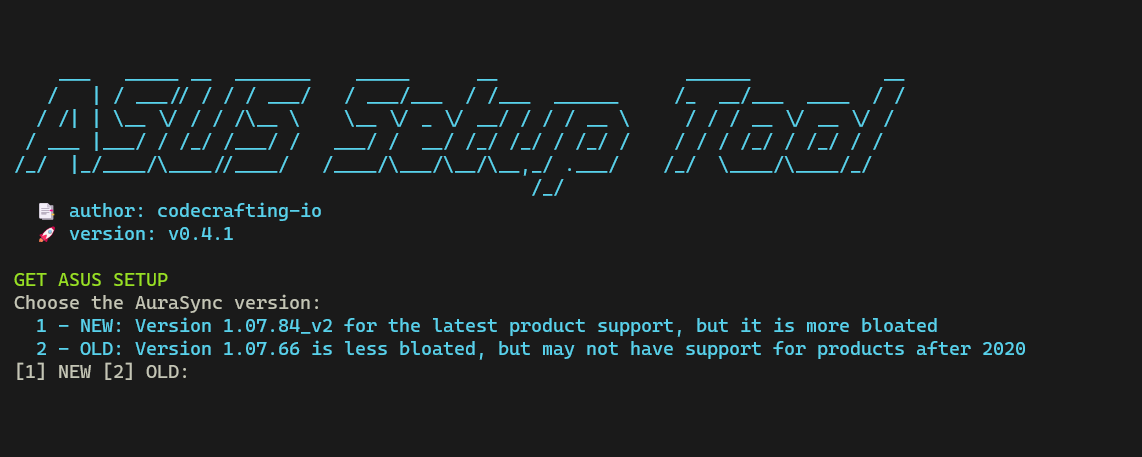 ASUS Setup Tool
author: codecrafting-io
version: v0.4.1
GET ASUS SETUP
Choose the AuraSync version:
1 - NEW: Version 1.07.84_v2 for the latest product support, but it is more bloated
2 - OLD: Version 1.07.66 is less bloated, but may not have support for products after 2020
[1] NEW [2] OLD: